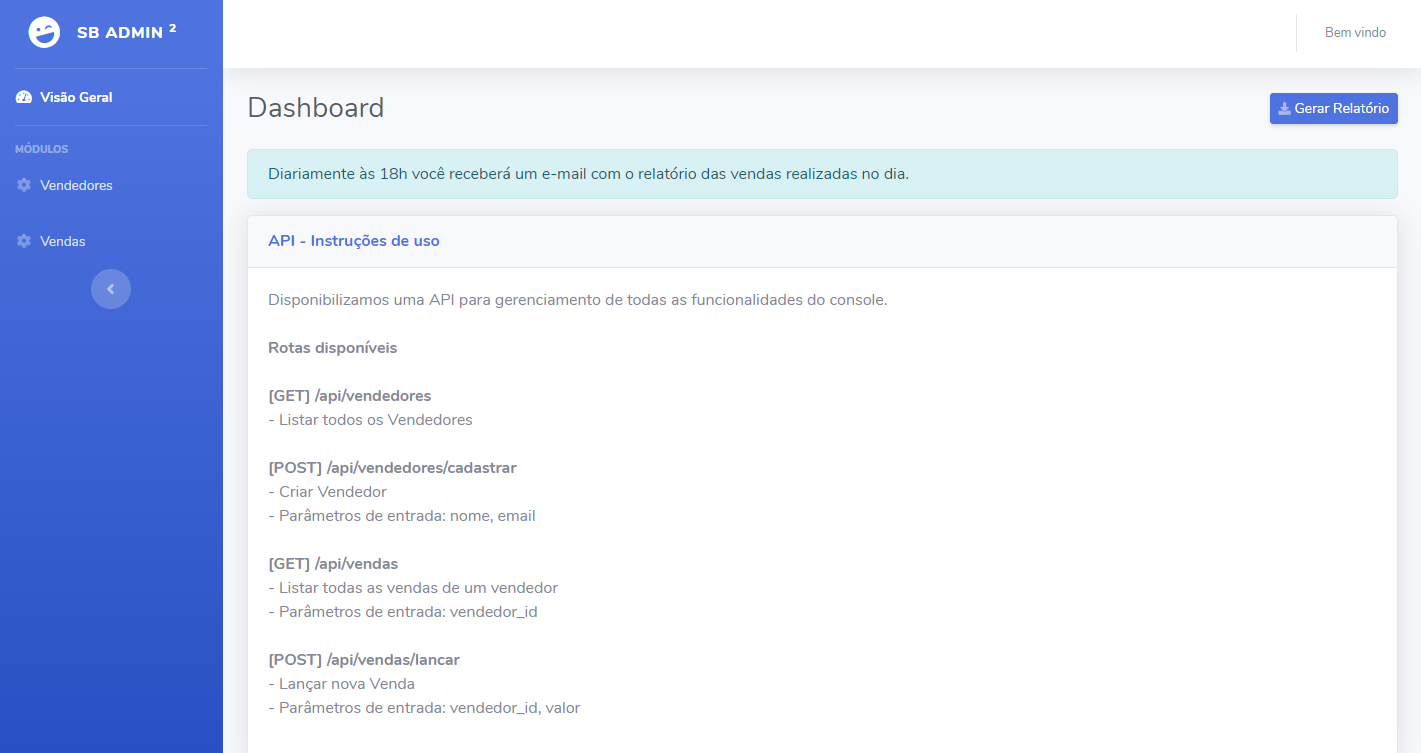 SB ADMIN 2
Bem vindo
Visão Geral
MÓDULOS
Vendedores
Vendas
Dashboard
Gerar Relatório
Diariamente às 18h você receberá um e-mail com o relatório das vendas realizadas no dia.
API - Instruções de uso
Disponibilizamos uma API para gerenciamento de todas as funcionalidades do console.
Rotas disponíveis
[GET] /api/vendedores
- Listar todos os Vendedores
[POST] /api/vendedores/cadastrar
- Criar Vendedor
- Parâmetros de entrada: nome, email
[GET] /api/vendas
- Listar todas as vendas de um vendedor
- Parâmetros de entrada: vendedor_id
[POST] /api/vendas/lancar
- Lançar nova Venda
- Parâmetros de entrada: vendedor_id, valor